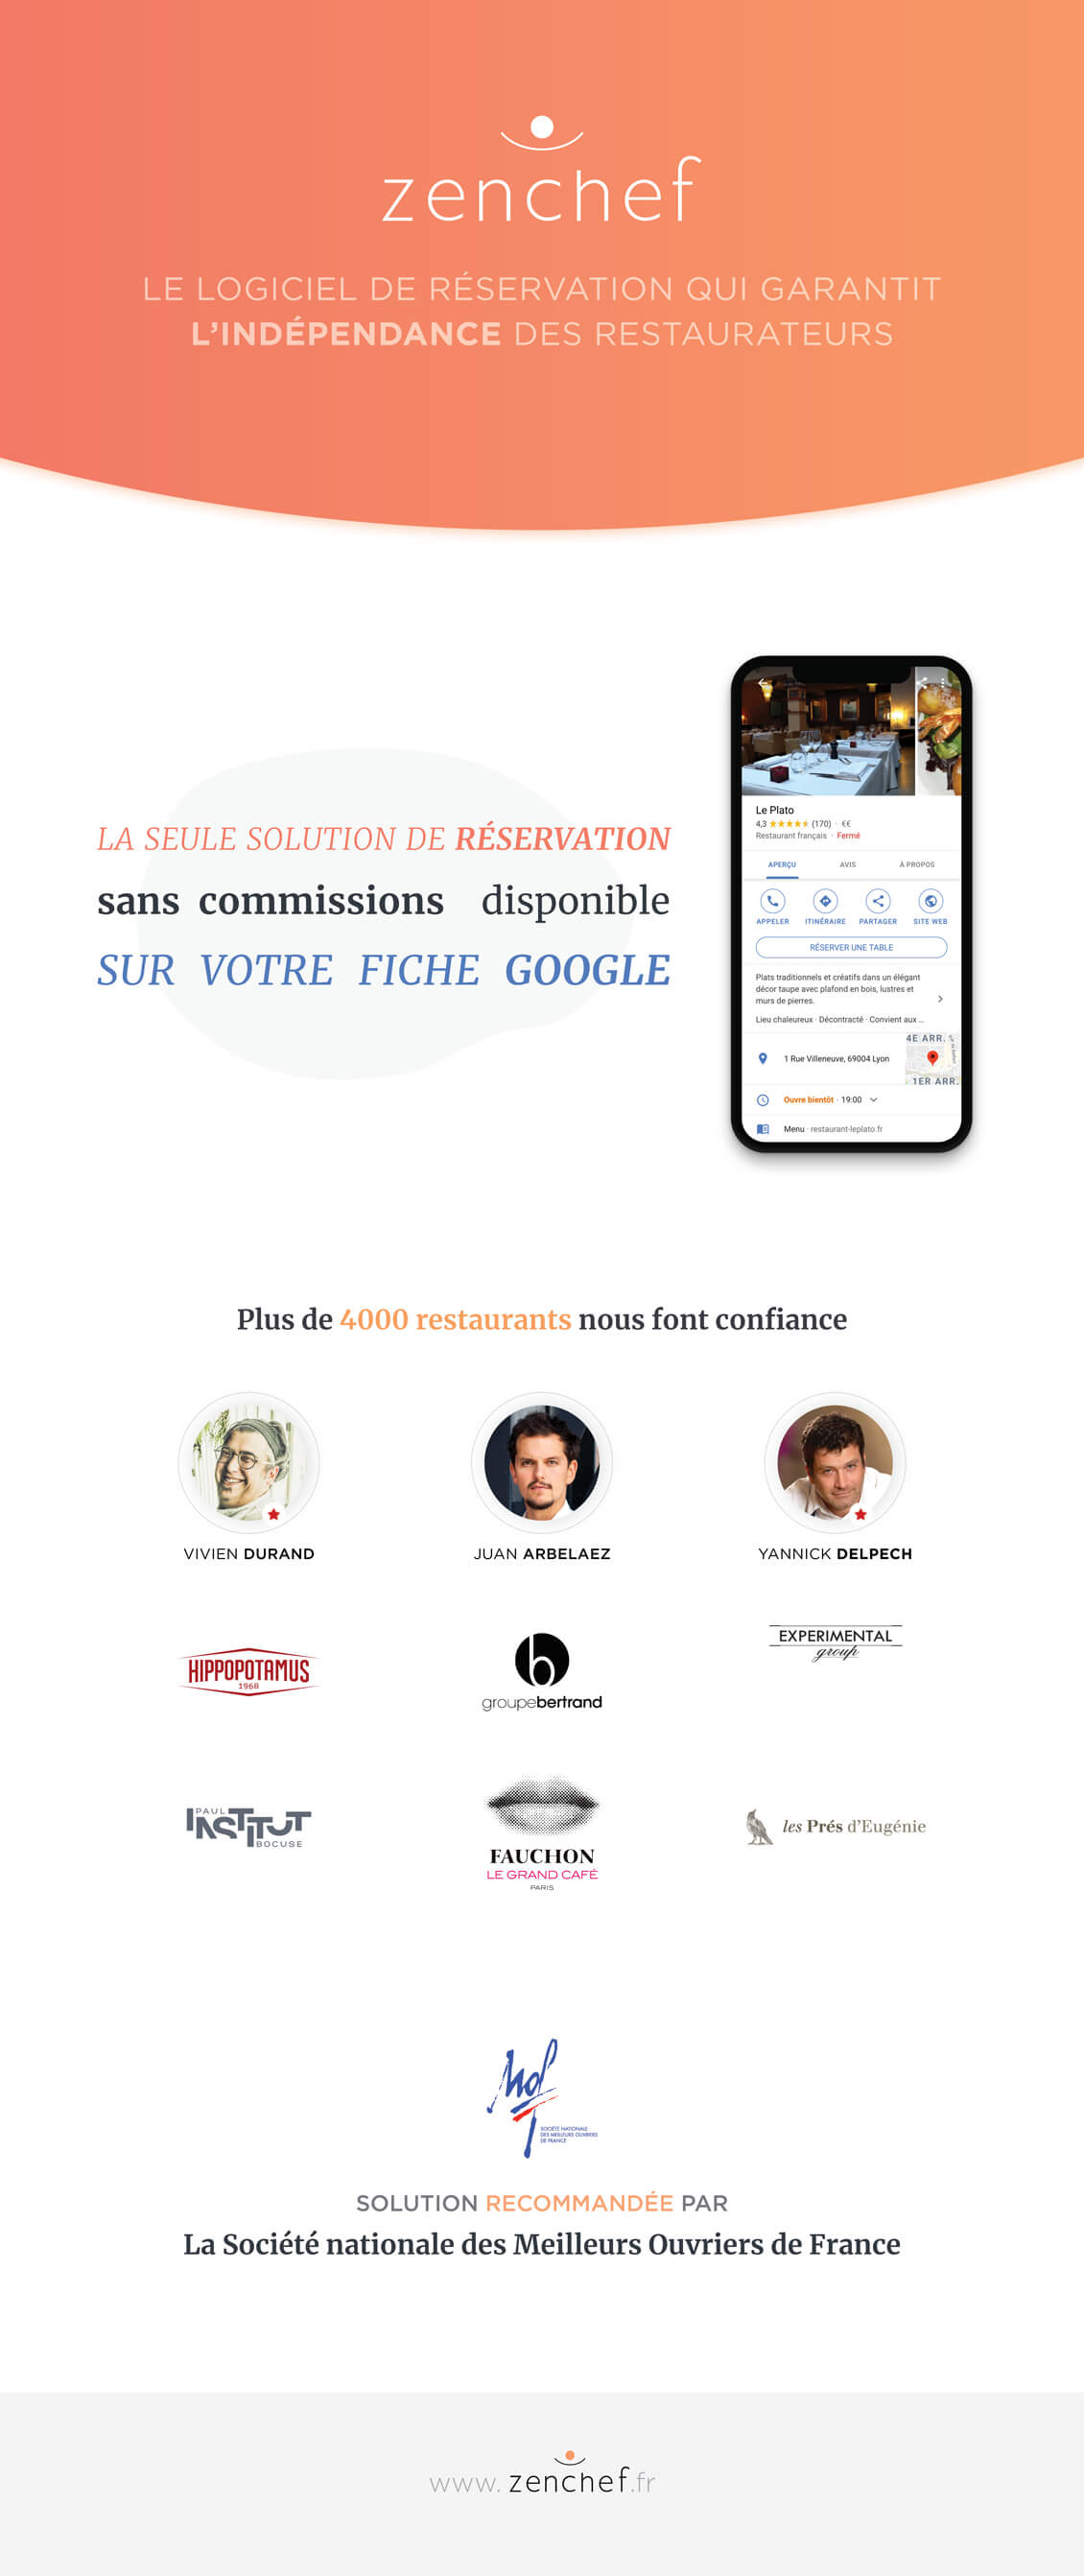 zenchef
LE LOGICIEL DE RÉSERVATION QUI GARANTIT
L'INDÉPENDANCE DES RESTAURATEURS
LA SEULE SOLUTION DE RÉSERVATION
sans commissions disponible
SUR VOTRE FICHE GOOGLE
Le Plato
4,3 (170) · €€
Restaurant français · Fermé
APERÇU AVIS À PROPOS
APPELER ITINÉRAIRE PARTAGER SITE WEB
RÉSERVER UNE TABLE
Plats traditionnels et créatifs dans un élégant
décor taupe avec plafond en bois, lustres et
murs de pierres.
Lieu chaleureux · Décontracté · Convient aux ...
4E ARR.
1 Rue Villeneuve, 69004 Lyon
1ER ARR.
Ouvre bientôt · 19:00
Menu · restaurant-leplato.fr
Plus de 4000 restaurants nous font confiance
VIVIEN DURAND
JUAN ARBELAEZ
YANNICK DELPECH
HIPPOPOTAMUS
1968
b
groupebertrand
EXPERIMENTAL
group
PAUL
INSTITUT
BOCUSE
FAUCHON
LE GRAND CAFÉ
PARIS
les Prés d'Eugénie
Mof
SOCIÉTÉ NATIONALE
DES MEILLEURS OUVRIERS
DE FRANCE
SOLUTION RECOMMANDÉE PAR
La Société nationale des Meilleurs Ouvriers de France
www.zenchef.fr